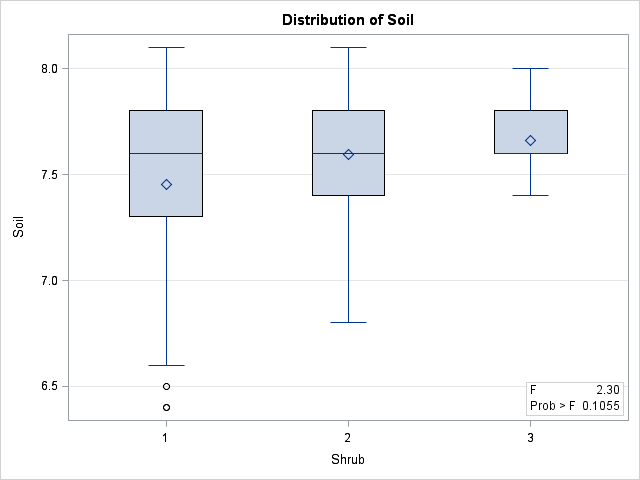 Distribution of Soil
8.0
7.5
7.0
6.5
Soil
F 2.30
Prob > F 0.1055
1 2 3
Shrub